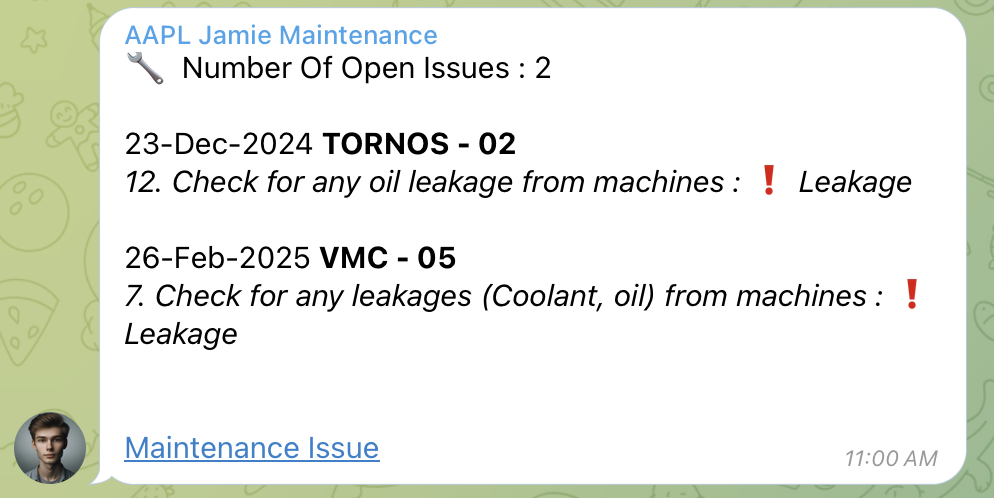 AAPL Jamie Maintenance
🔧 Number Of Open Issues : 2
23-Dec-2024 TORNOS - 02
12. Check for any oil leakage from machines : ❗ Leakage
26-Feb-2025 VMC - 05
7. Check for any leakages (Coolant, oil) from machines : ❗
Leakage
Maintenance Issue
11:00 AM